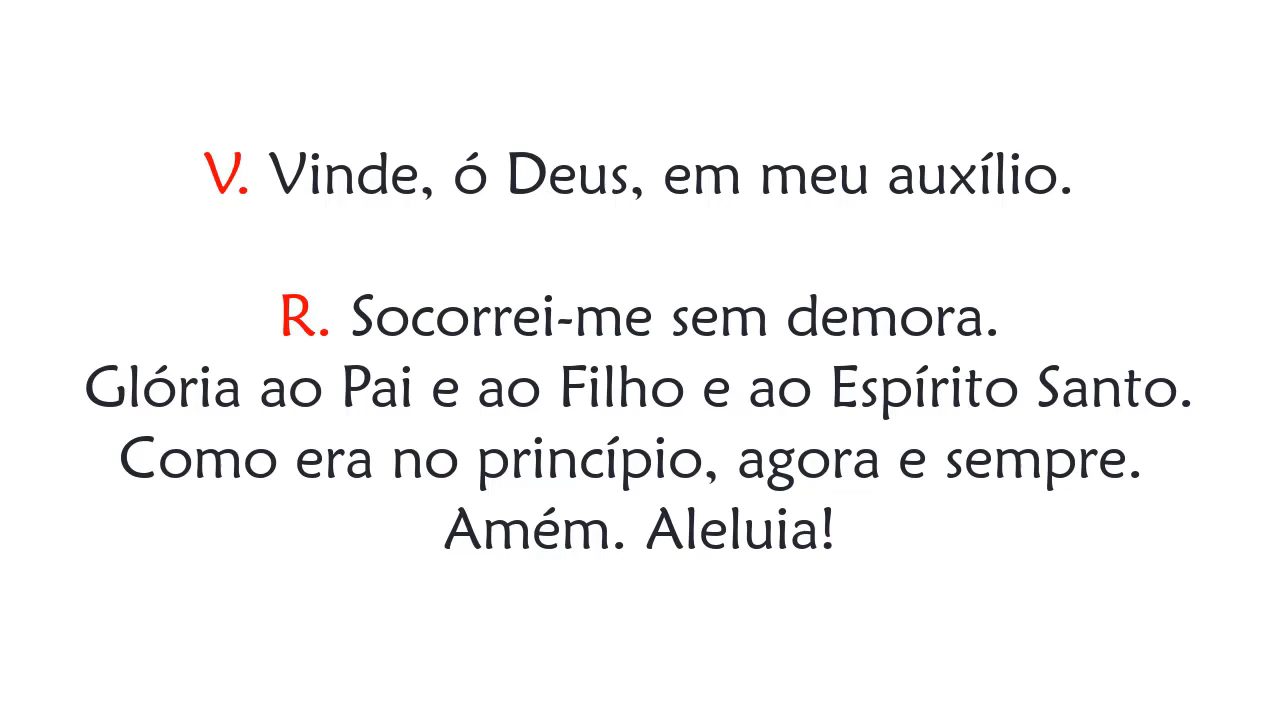 V. Vinde, ó Deus, em meu auxílio.
R. Socorrei-me sem demora.
Glória ao Pai e ao Filho e ao Espírito Santo.
Como era no princípio, agora e sempre.
Amém. Aleluia!